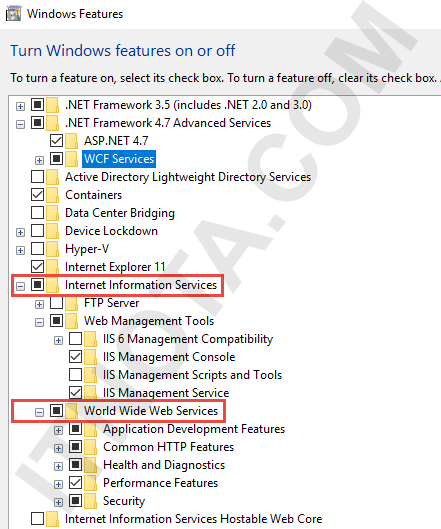 Windows Features
Turn Windows features on or off
To turn a feature on, select its check box. To turn a feature off, clear its check box.
.NET Framework 3.5 (includes .NET 2.0 and 3.0)
.NET Framework 4.7 Advanced Services
ASP.NET 4.7
WCF Services
Active Directory Lightweight Directory Services
Containers
Data Center Bridging
Device Lockdown
Hyper-V
Internet Explorer 11
Internet Information Services
FTP Server
Web Management Tools
IIS 6 Management Compatibility
IIS Management Console
IIS Management Scripts and Tools
IIS Management Service
World Wide Web Services
Application Development Features
Common HTTP Features
Health and Diagnostics
Performance Features
Security
Internet Information Services Hostable Web Core
ITNOTA.COM